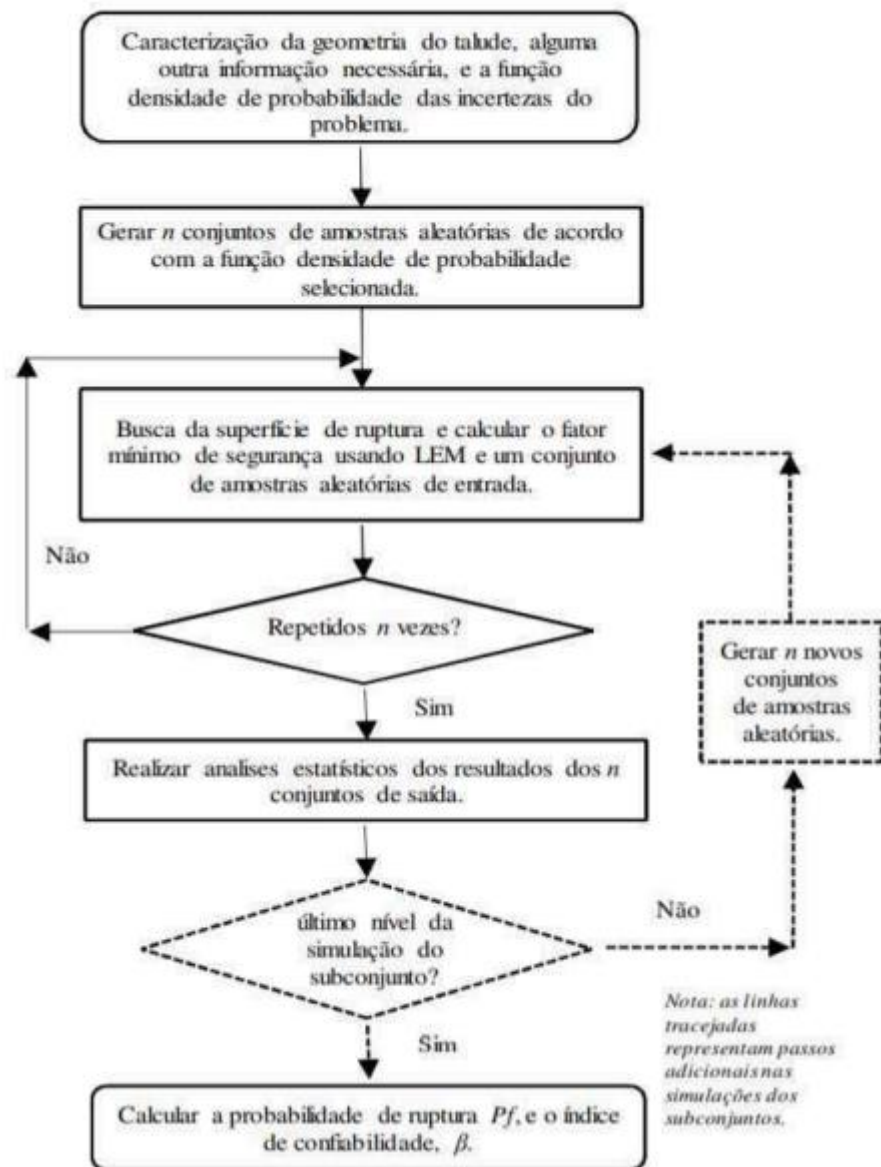 Caracterização da geometria do talude, alguma
outra informação necessária, e a função
densidade de probabilidade das incertezas do
problema.
Gerar n conjuntos de amostras aleatórias de acordo
com a função densidade de probabilidade
selecionada.
Busca da superfície de ruptura e calcular o fator
mínimo de segurança usando LEM e um conjunto
de amostras aleatórias de entrada.
Não
Repetidos n vezes?
Gerar n novos
conjuntos
de amostras
aleatórias.
Sim
Realizar analises estatísticos dos resultados dos n
conjuntos de saída.
último nível da
simulação do
subconjunto?
Não
Nota: as linhas
tracejadas
representam passos
adicionais nas
simulações dos
subconjuntos.
Sim
Calcular a probabilidade de ruptura Pf, e o índice
de confiabilidade, β.